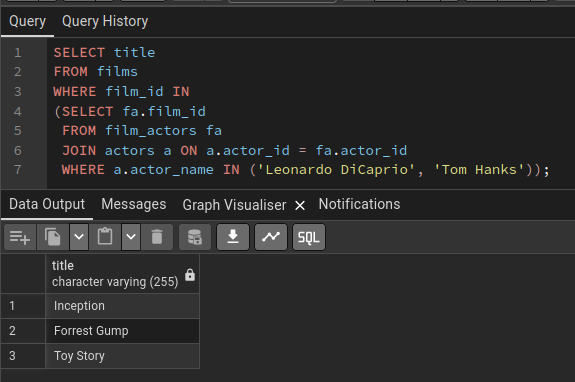 Query Query History
1 SELECT title
2 FROM films
3 WHERE film_id IN
4 (SELECT fa.film_id
5 FROM film_actors fa
6 JOIN actors a ON a.actor_id = fa.actor_id
7 WHERE a.actor_name IN ('Leonardo DiCaprio', 'Tom Hanks'));
Data Output Messages Graph Visualiser × Notifications
SQL
title
character varying (255)
1 Inception
2 Forrest Gump
3 Toy Story